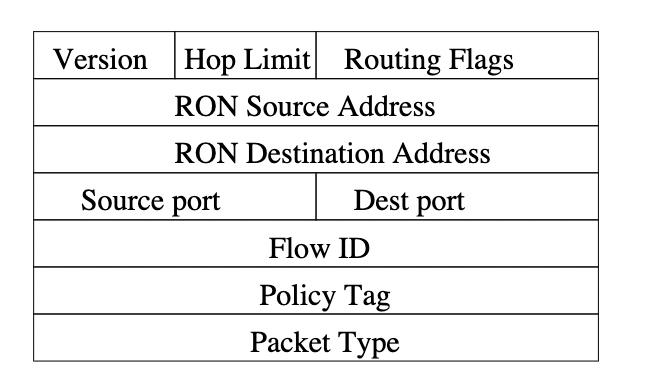 Version Hop Limit Routing Flags
RON Source Address
RON Destination Address
Source port Dest port
Flow ID
Policy Tag
Packet Type